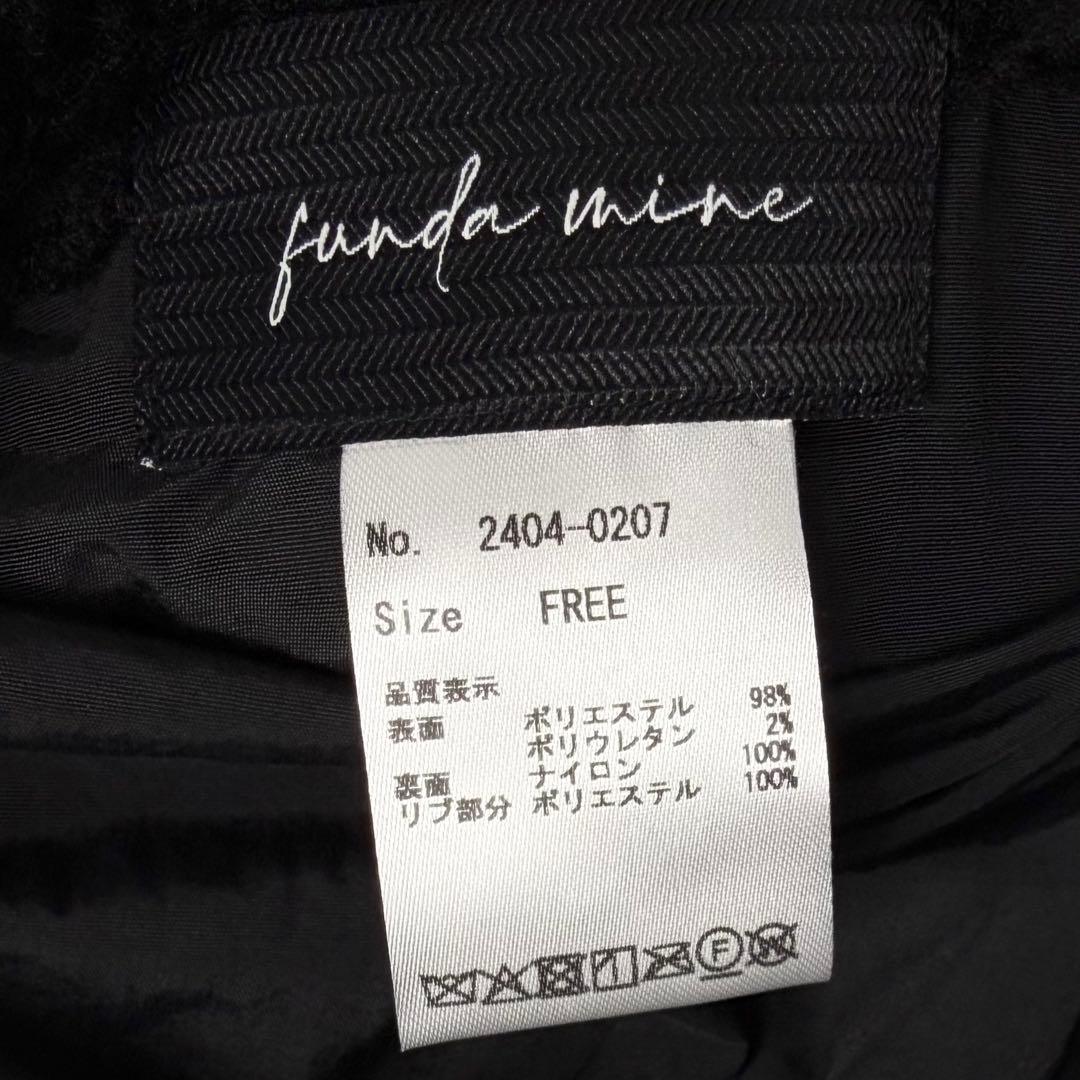 funda mine
No. 2404-0207
Size FREE
品質表示
表面 ポリエステル 98%
ポリウレタン 2%
裏面 ナイロン 100%
リブ部分 ポリエステル 100%
F W